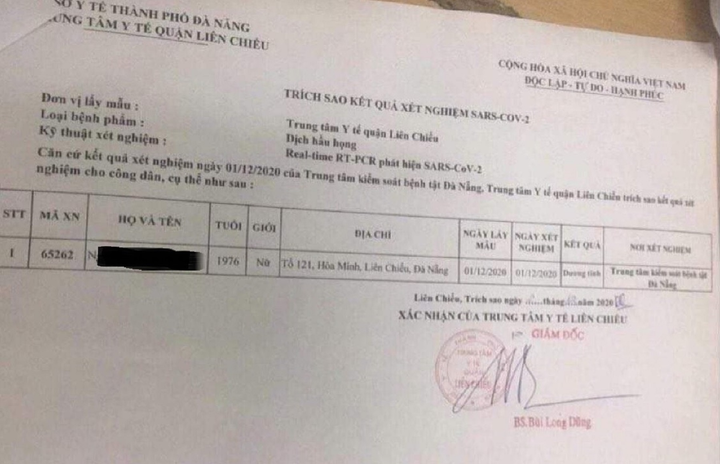 SỞ Y TẾ THÀNH PHỐ ĐÀ NẴNG
TRUNG TÂM Y TẾ QUẬN LIÊN CHIỂU
CỘNG HÒA XÃ HỘI CHỦ NGHĨA VIỆT NAM
ĐỘC LẬP - TỰ DO - HẠNH PHÚC
TRÍCH SAO KẾT QUẢ XÉT NGHIỆM SARS-COV-2
Đơn vị lấy mẫu : Trung tâm Y tế quận Liên Chiểu
Loại bệnh phẩm : Dịch hầu họng
Kỹ thuật xét nghiệm : Real-time RT-PCR phát hiện SARS-CoV-2
Căn cứ kết quả xét nghiệm ngày 01/12/2020 của Trung tâm kiểm soát bệnh tật Đà Nẵng, Trung tâm Y tế quận Liên Chiểu trích sao kết quả xét
nghiệm cho công dân, cụ thể như sau :
STT MÃ XN HỌ VÀ TÊN TUỔI GIỚI ĐỊA CHỈ NGÀY LẤY MẪU NGÀY XÉT NGHIỆM KẾT QUẢ NƠI XÉT NGHIỆM
1 65262 N 1976 Nữ Tổ 121, Hòa Minh, Liên Chiểu, Đà Nẵng 01/12/2020 01/12/2020 Dương tính Trung tâm kiểm soát bệnh tật Đà Nẵng
Liên Chiểu, Trích sao ngày tháng năm 2020
XÁC NHẬN CỦA TRUNG TÂM Y TẾ LIÊN CHIỂU
GIÁM ĐỐC
TRUNG TÂM
Y TẾ
QUẬN
LIÊN CHIỂU
BS.Bùi Long Dũng